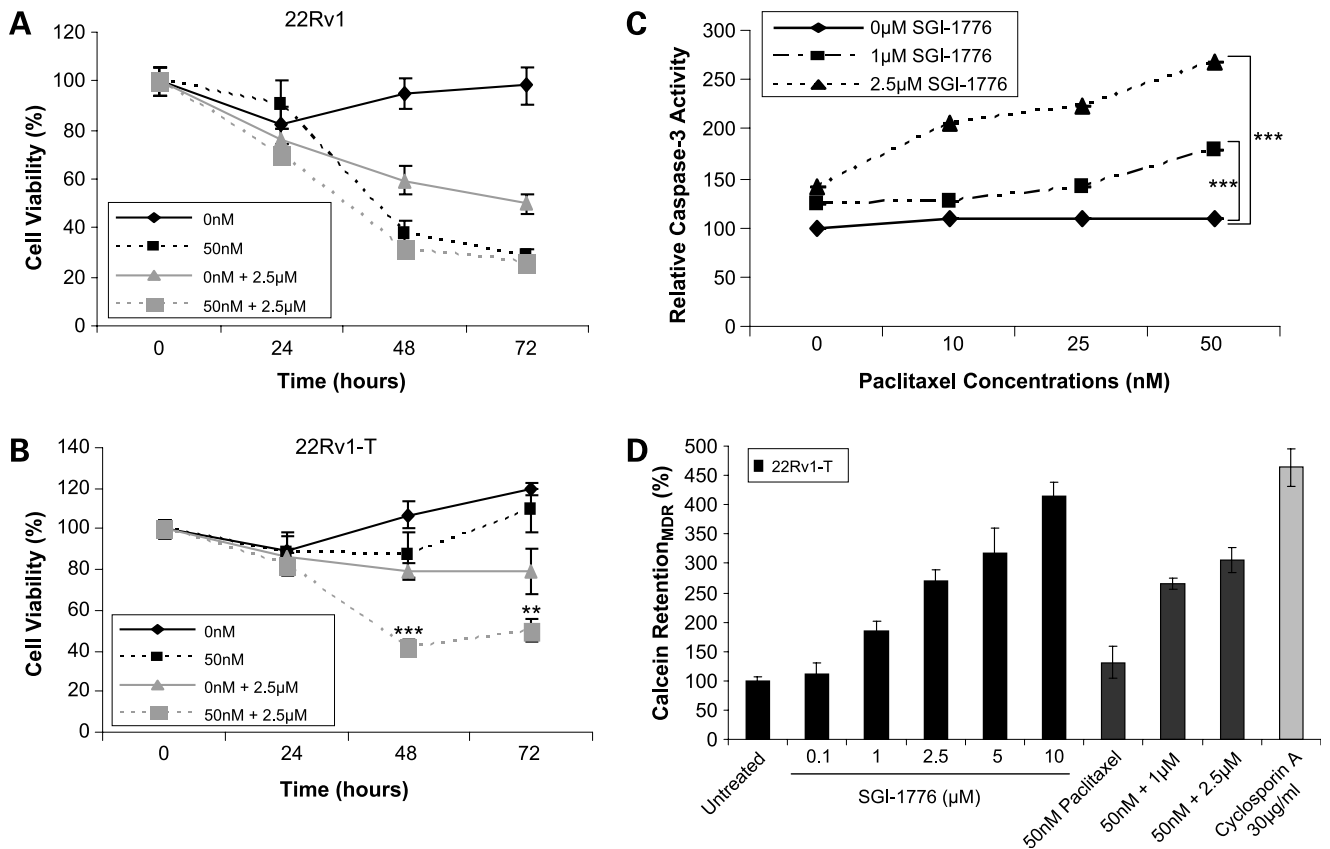 A
22Rv1
Cell Viability (%)
120
100
80
60
40
20
0
0nM
50nM
0nM + 2.5µM
50nM + 2.5µM
0 24 48 72
Time (hours)
B
22Rv1-T
Cell Viability (%)
140
120
100
80
60
40
20
0
***
**
0nM
50nM
0nM + 2.5µM
50nM + 2.5µM
0 24 48 72
Time (hours)
C
0µM SGI-1776
1µM SGI-1776
2.5µM SGI-1776
Relative Caspase-3 Activity
300
250
200
150
100
50
0
***
***
0 10 25 50
Paclitaxel Concentrations (nM)
D
22Rv1-T
Calcein RetentionMDR (%)
500
450
400
350
300
250
200
150
100
50
0
Untreated
0.1 1 2.5 5 10
SGI-1776 (µM)
50nM Paclitaxel
50nM + 1µM
50nM + 2.5µM
Cyclosporin A
30µg/ml